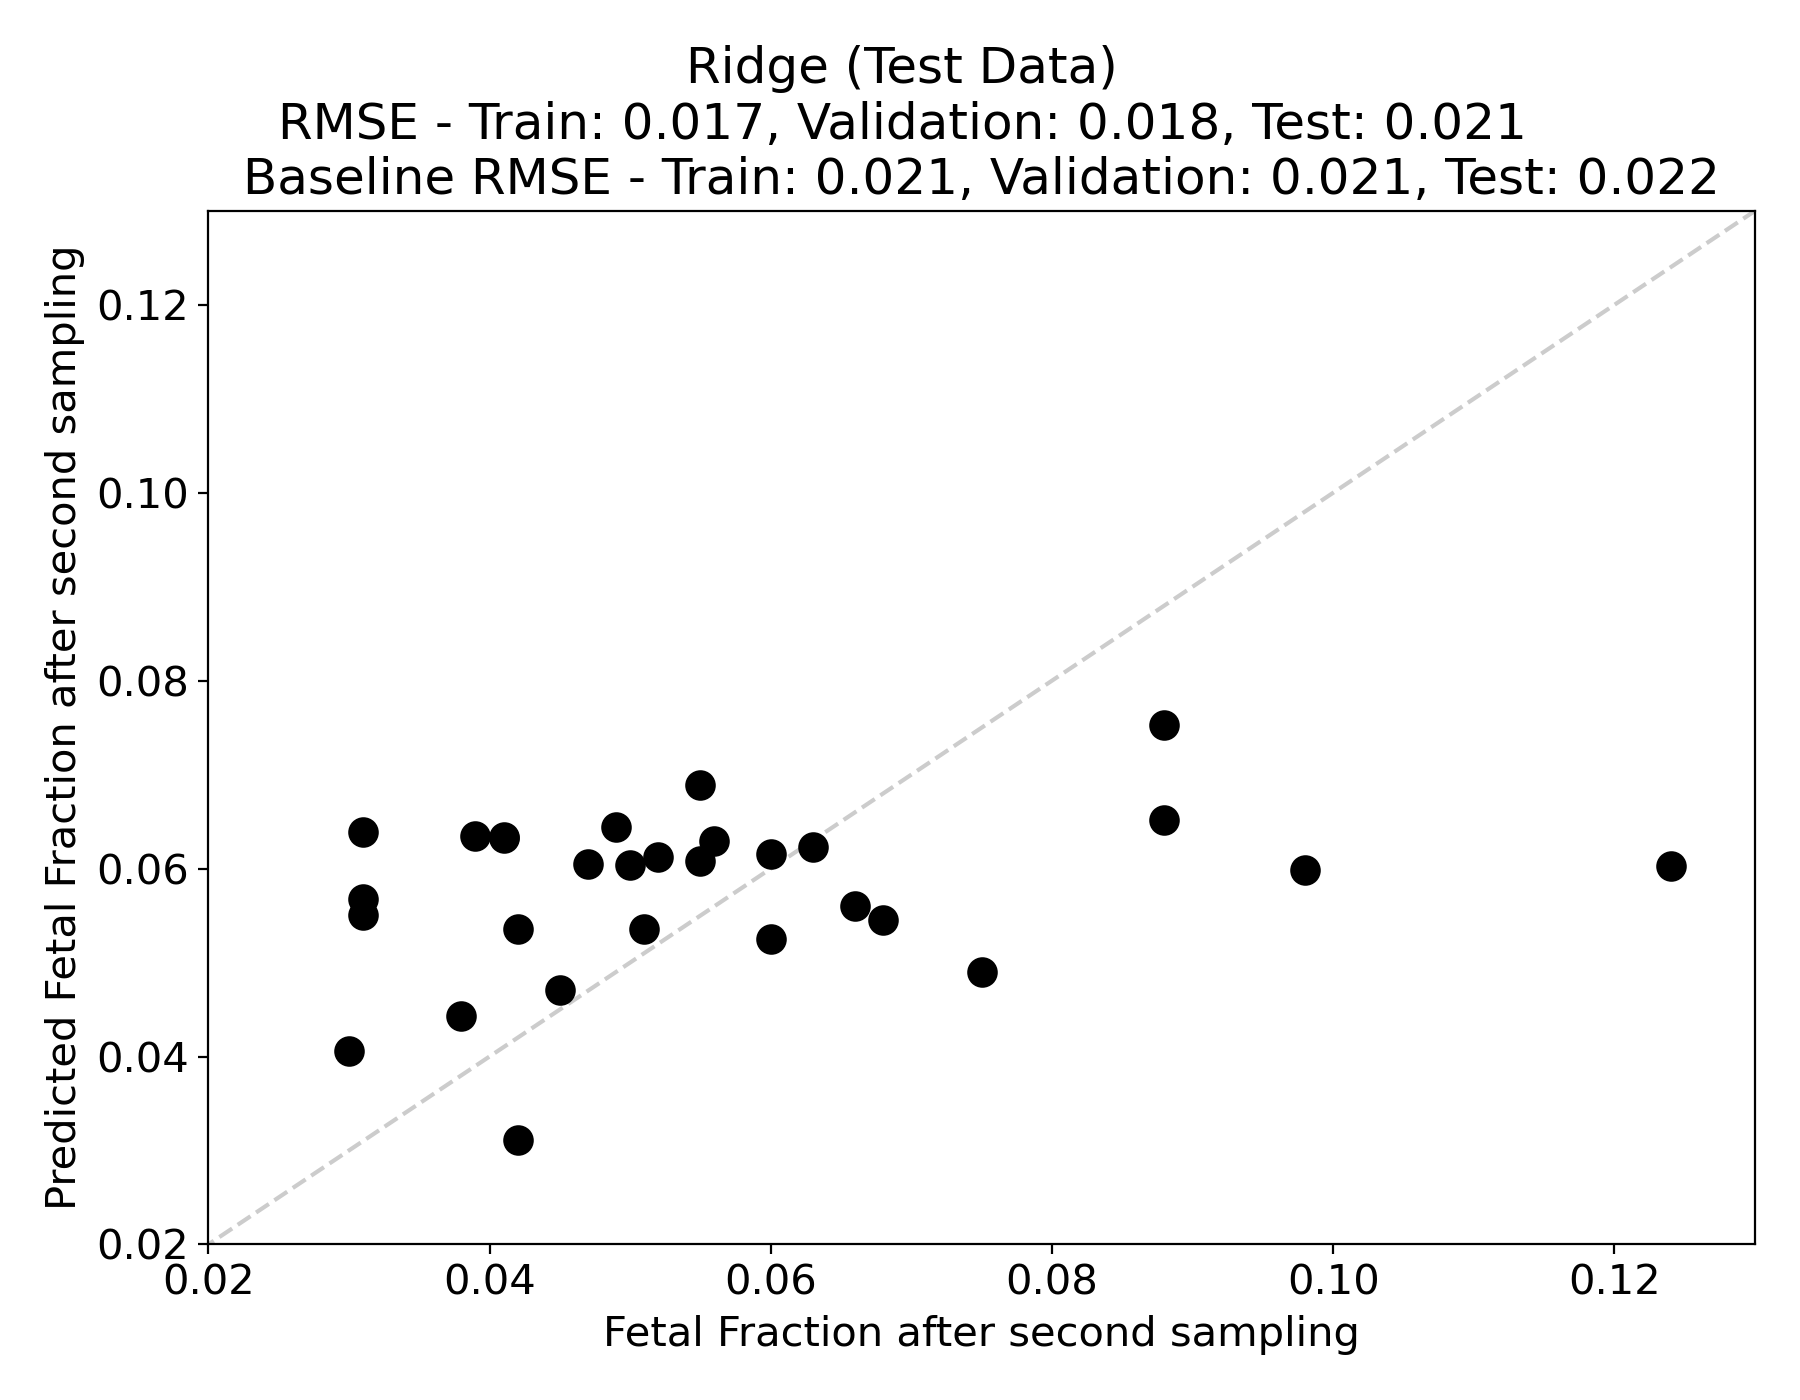 Ridge (Test Data)
RMSE - Train: 0.017, Validation: 0.018, Test: 0.021
Baseline RMSE - Train: 0.021, Validation: 0.021, Test: 0.022
Predicted Fetal Fraction after second sampling
0.12
0.10
0.08
0.06
0.04
0.02
0.02 0.04 0.06 0.08 0.10 0.12
Fetal Fraction after second sampling